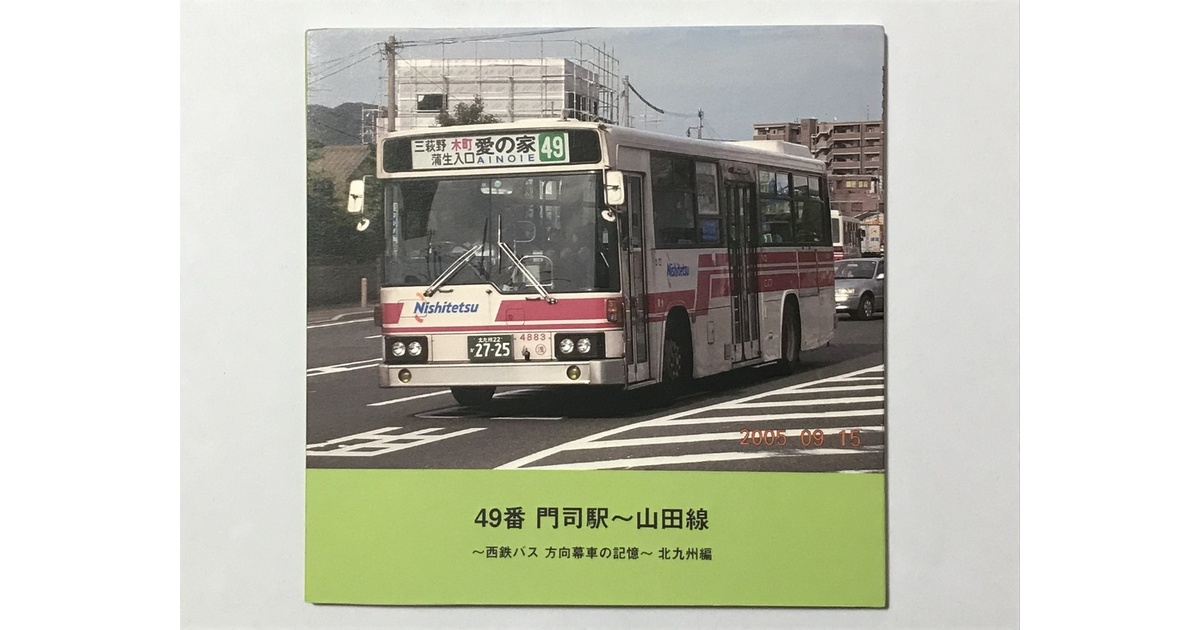 三萩野 木町 愛の家 49
蒲生入口 AINOIE
Nishitetsu
Nishitetsu
4883
北九州22
か 27-25
2005 09 15
49番 門司駅～山田線
～西鉄バス 方向幕車の記憶～ 北九州編